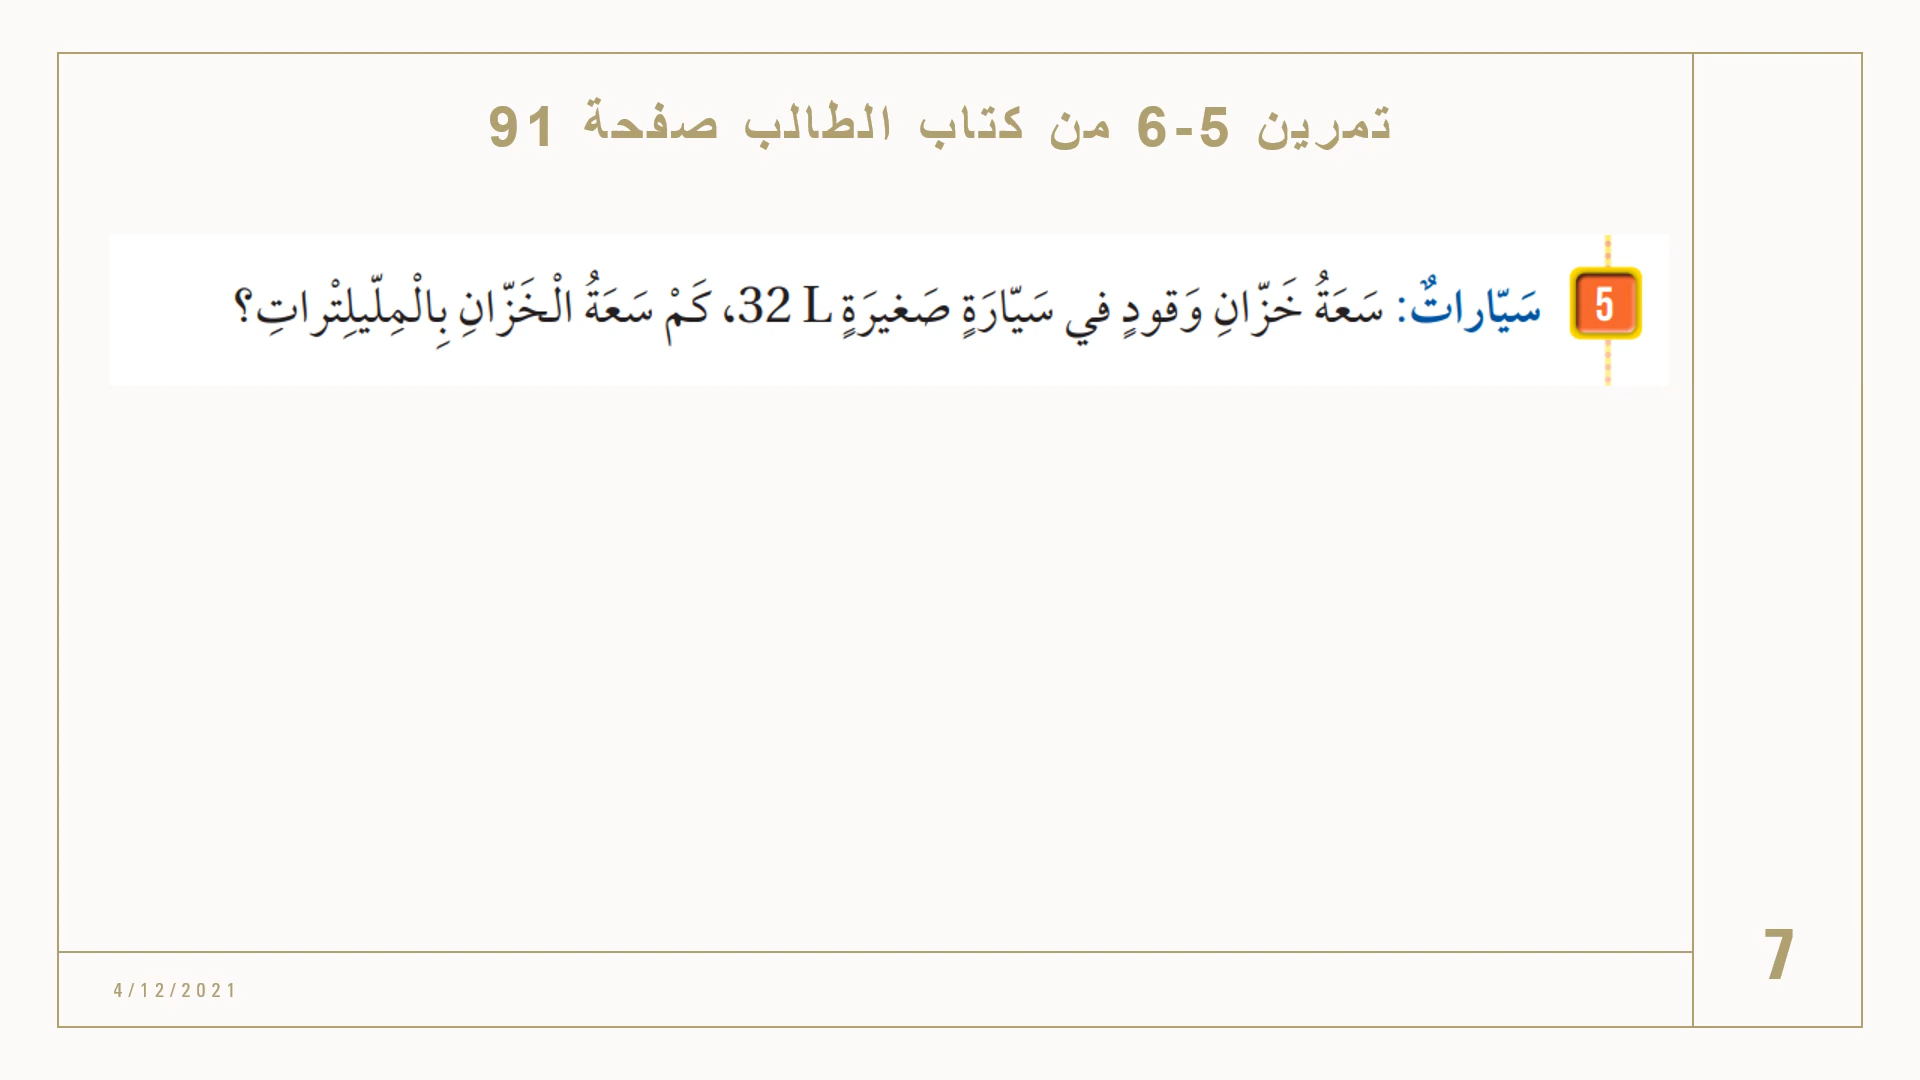 تمرين 5-6 من كتاب الطالب صفحة 91
5 سَيّاراتٌ: سَعَةُ خَزّانِ وَقودٍ في سَيّارَةٍ صَغيرَةٍ 32 L، كَمْ سَعَةُ الْخَزّانِ بِالْمِلّيلِتْراتِ؟
7
4/12/2021